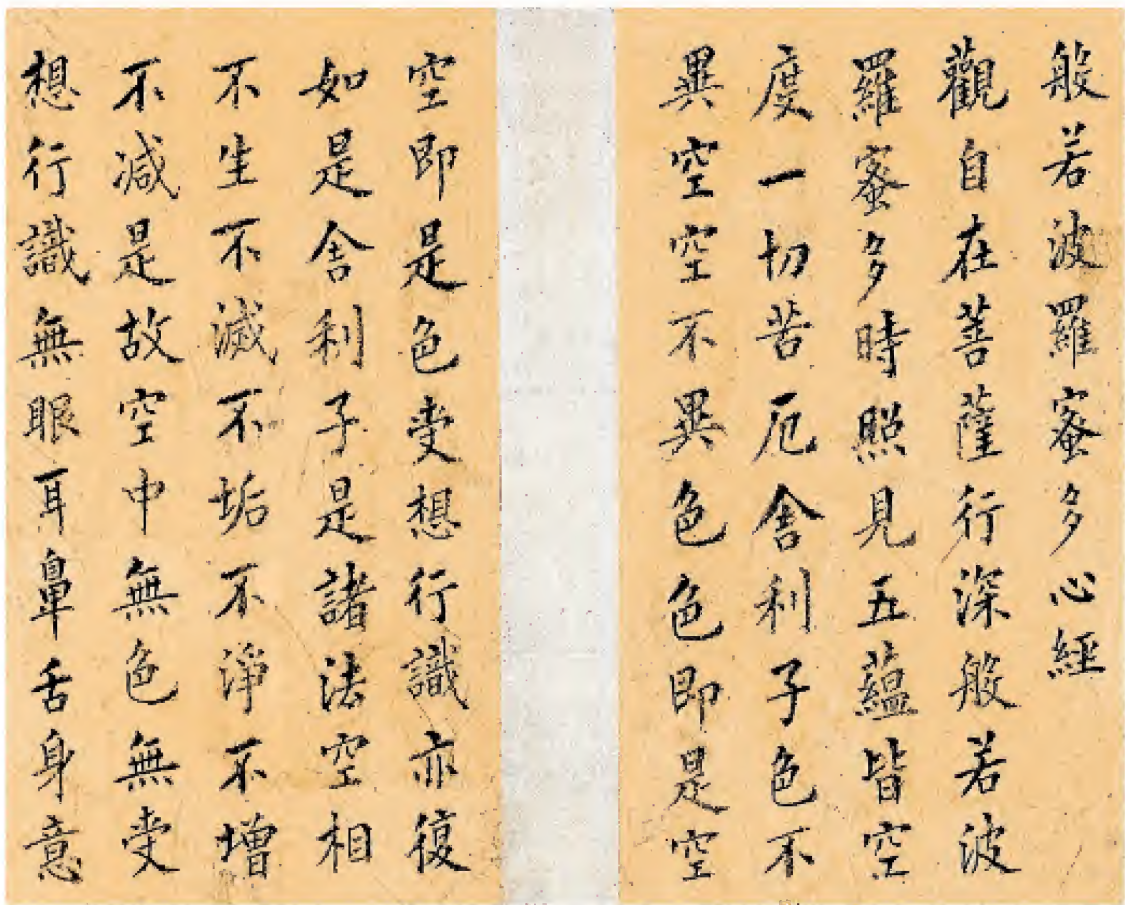 般若波羅蜜多心經
觀自在菩薩行深般若波
羅蜜多時照見五蘊皆空
度一切苦厄舍利子色不
異空空不異色色即是空
空即是色受想行識亦復
如是舍利子是諸法空相
不生不滅不垢不淨不增
不減是故空中無色無受
想行識無眼耳鼻舌身意